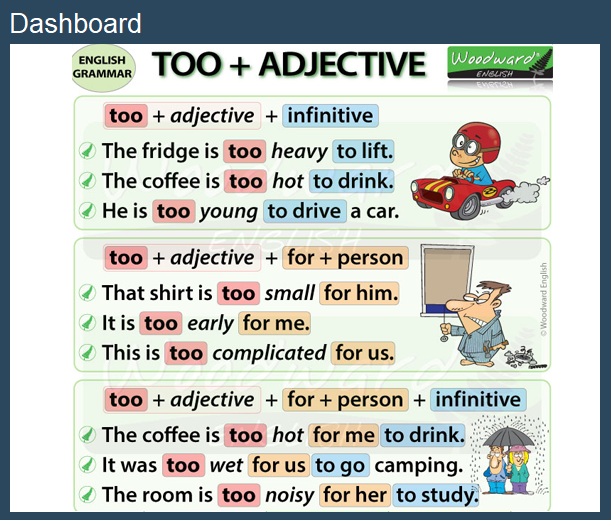 Dashboard
ENGLISH
GRAMMAR
TOO + ADJECTIVE
Woodward®
ENGLISH
too + adjective + infinitive
The fridge is too heavy to lift.
The coffee is too hot to drink.
He is too young to drive a car.
too + adjective + for + person
That shirt is too small for him.
It is too early for me.
This is too complicated for us.
© Woodward English
too + adjective + for + person + infinitive
The coffee is too hot for me to drink.
It was too wet for us to go camping.
The room is too noisy for her to study.